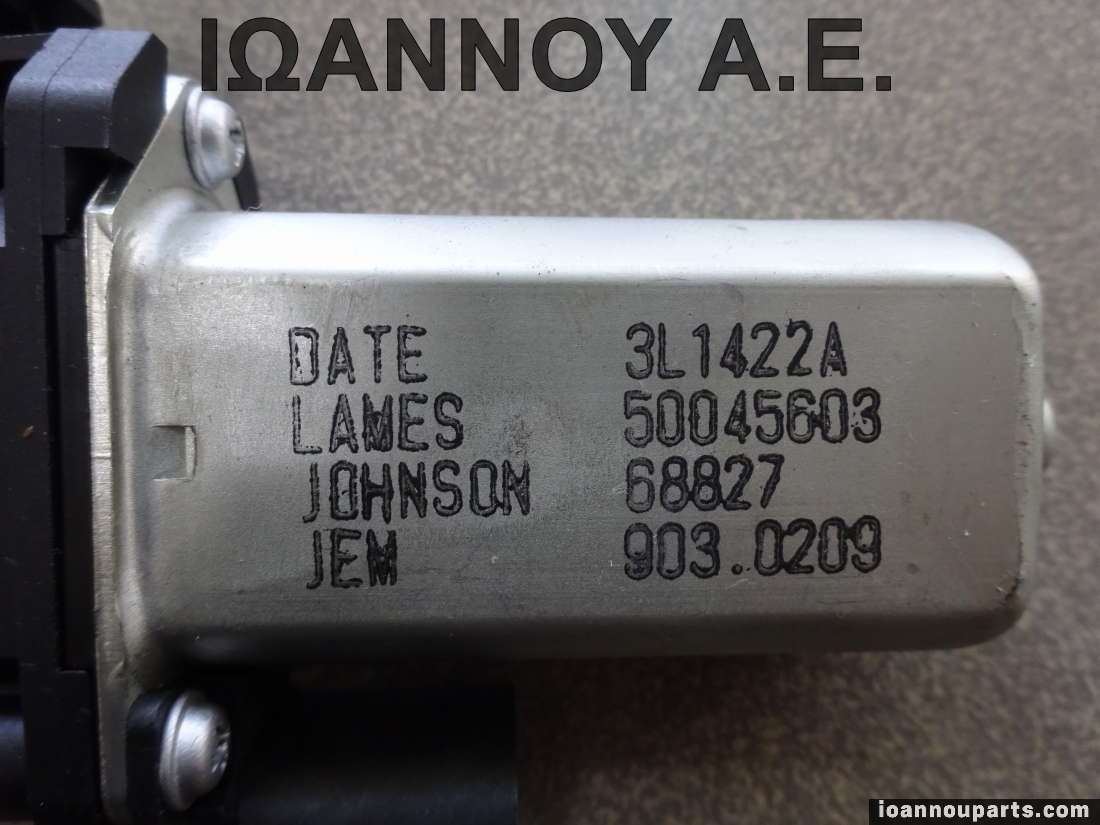 ΙΩΑΝΝΟΥ Α.Ε.
DATE 3L1422A
LAMES 50045603
JOHNSON 68827
JEM 903.0209
ioannouparts.com